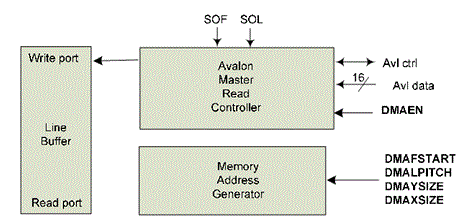 SOF SOL
Write port
Line
Buffer
Read port
Avalon
Master
Read
Controller
Avl ctrl
16
Avl data
DMAEN
Memory
Address
Generator
DMAFSTART
DMALPITCH
DMAYSIZE
DMAXSIZE